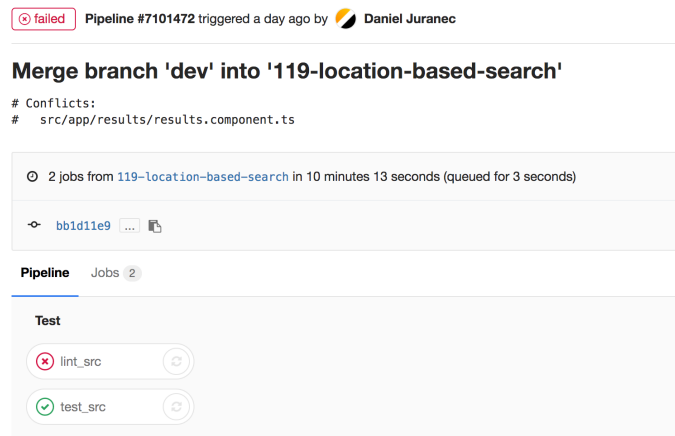 failed Pipeline #7101472 triggered a day ago by Daniel Juranec
Merge branch 'dev' into '119-location-based-search'
# Conflicts:
#   src/app/results/results.component.ts
2 jobs from 119-location-based-search in 10 minutes 13 seconds (queued for 3 seconds)
bb1d11e9 ...
Pipeline Jobs 2
Test
lint_src
test_src